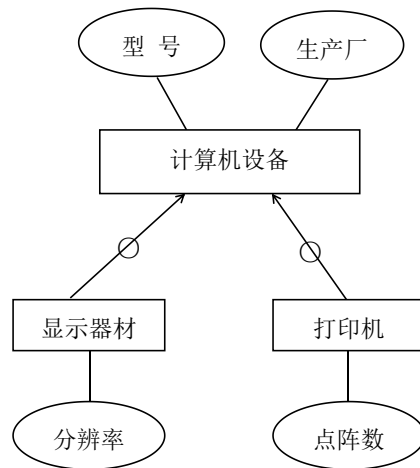 型 号
生产厂
计算机设备
显示器材
打印机
分辨率
点阵数